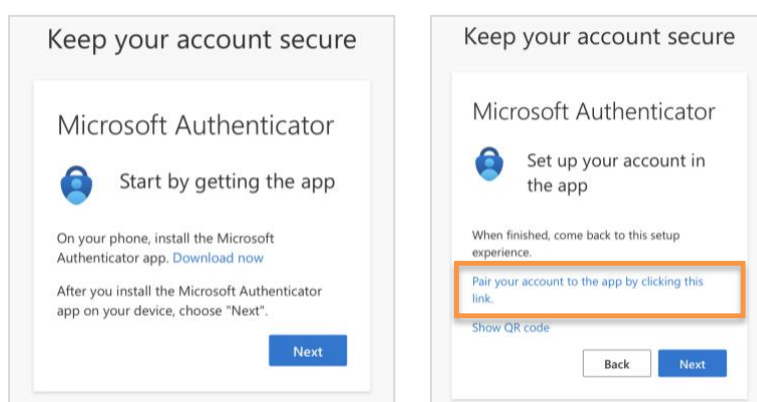 Keep your account secure
Microsoft Authenticator
Start by getting the app
On your phone, install the Microsoft
Authenticator app. Download now
After you install the Microsoft Authenticator
app on your device, choose "Next".
Next
Keep your account secure
Microsoft Authenticator
Set up your account in
the app
When finished, come back to this setup
experience.
Pair your account to the app by clicking this
link.
Show QR code
Back
Next